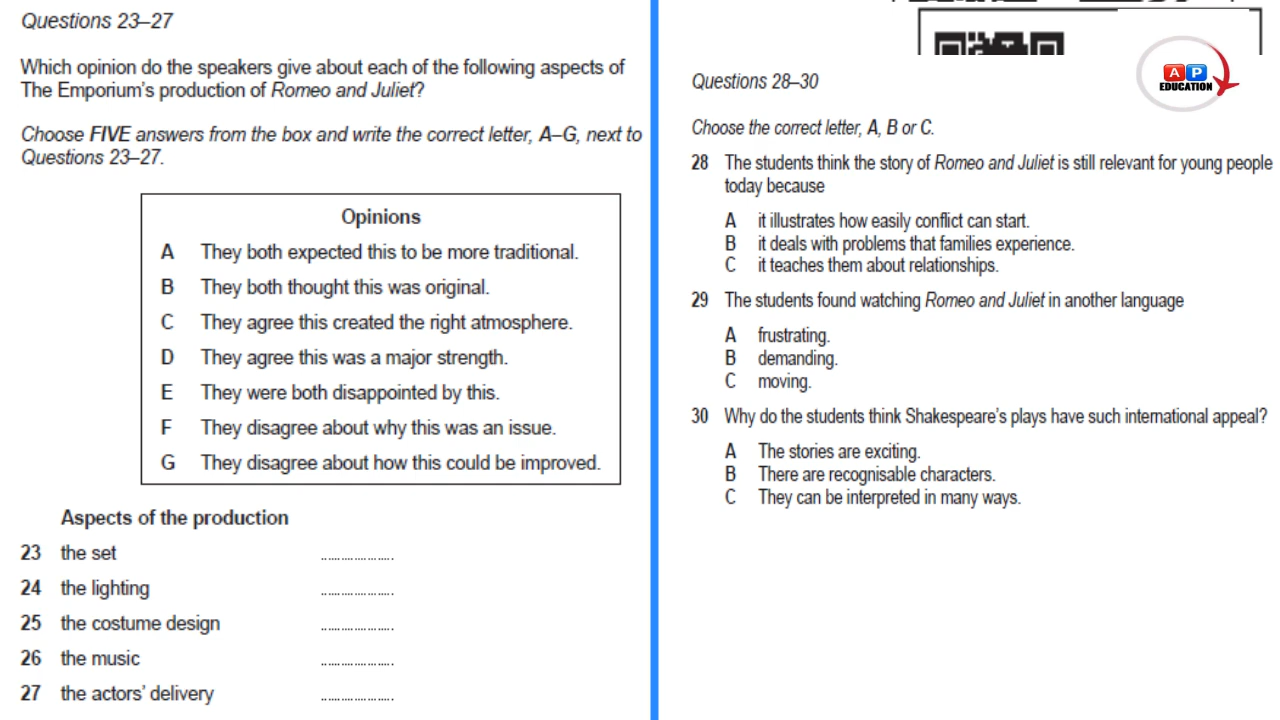 Questions 23–27
Which opinion do the speakers give about each of the following aspects of
The Emporium's production of Romeo and Juliet?
Choose FIVE answers from the box and write the correct letter, A–G, next to
Questions 23–27.
Opinions
A They both expected this to be more traditional.
B They both thought this was original.
C They agree this created the right atmosphere.
D They agree this was a major strength.
E They were both disappointed by this.
F They disagree about why this was an issue.
G They disagree about how this could be improved.
Aspects of the production
23 the set ....................
24 the lighting ....................
25 the costume design ....................
26 the music ....................
27 the actors' delivery ....................
AP
EDUCATION
Questions 28–30
Choose the correct letter, A, B or C.
28 The students think the story of Romeo and Juliet is still relevant for young people
today because
A it illustrates how easily conflict can start.
B it deals with problems that families experience.
C it teaches them about relationships.
29 The students found watching Romeo and Juliet in another language
A frustrating.
B demanding.
C moving.
30 Why do the students think Shakespeare's plays have such international appeal?
A The stories are exciting.
B There are recognisable characters.
C They can be interpreted in many ways.